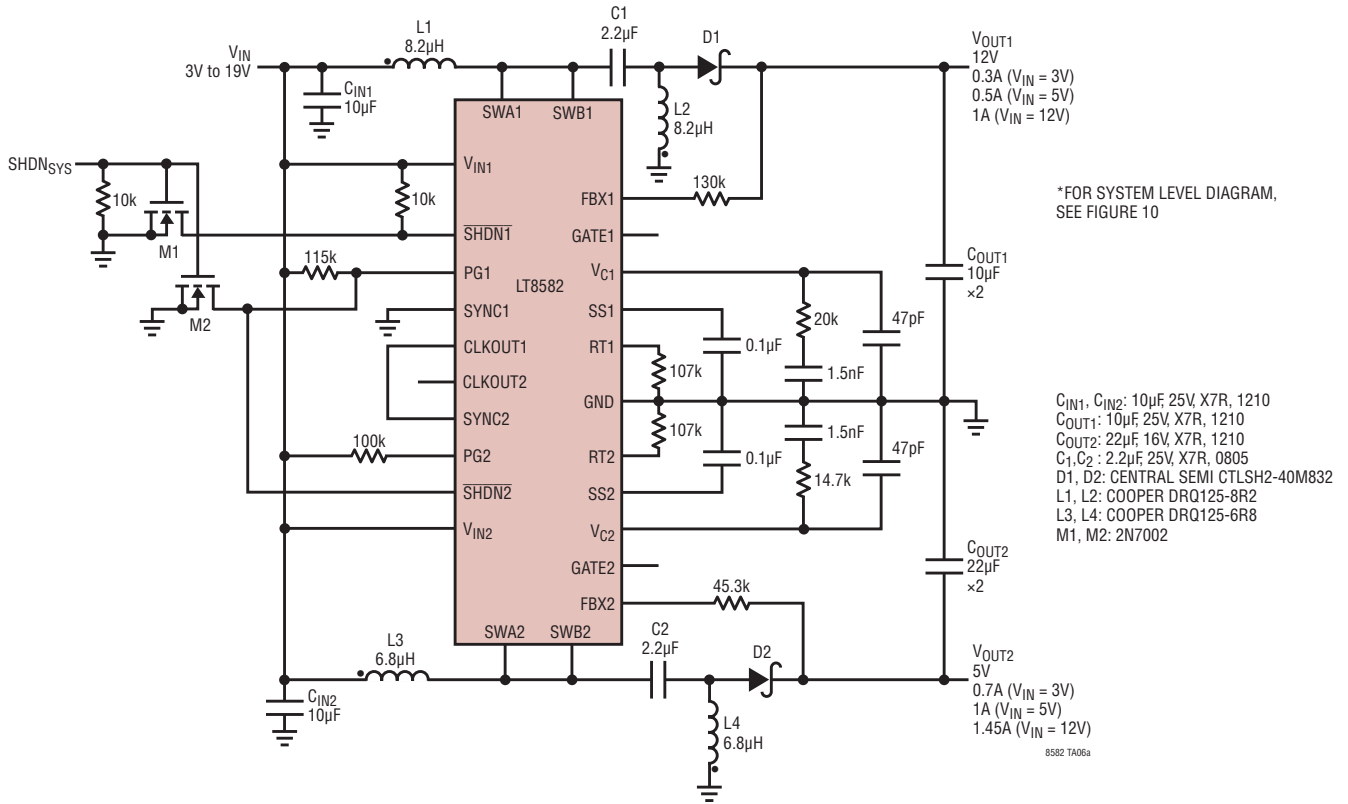 L1
8.2µH
C1
2.2µF
D1
VIN
3V to 19V
CIN1
10µF
L2
8.2µH
VOUT1
12V
0.3A (VIN = 3V)
0.5A (VIN = 5V)
1A (VIN = 12V)
SWA1
SWB1
SHDNSYS
10k
M1
10k
VIN1
SHDN1
115k
PG1
M2
SYNC1
CLKOUT1
CLKOUT2
SYNC2
100k
PG2
SHDN2
VIN2
LT8582
FBX1
130k
GATE1
VC1
SS1
RT1
GND
RT2
SS2
VC2
GATE2
FBX2
45.3k
107k
107k
0.1µF
0.1µF
20k
1.5nF
1.5nF
14.7k
47pF
47pF
COUT1
10µF
×2
COUT2
22µF
×2
*FOR SYSTEM LEVEL DIAGRAM,
SEE FIGURE 10
CIN1, CIN2: 10µF, 25V, X7R, 1210
COUT1: 10µF, 25V, X7R, 1210
COUT2: 22µF, 16V, X7R, 1210
C1,C2 : 2.2µF, 25V, X7R, 0805
D1, D2: CENTRAL SEMI CTLSH2-40M832
L1, L2: COOPER DRQ125-8R2
L3, L4: COOPER DRQ125-6R8
M1, M2: 2N7002
SWA2
SWB2
L3
6.8µH
C2
2.2µF
D2
CIN2
10µF
L4
6.8µH
VOUT2
5V
0.7A (VIN = 3V)
1A (VIN = 5V)
1.45A (VIN = 12V)
8582 TA06a